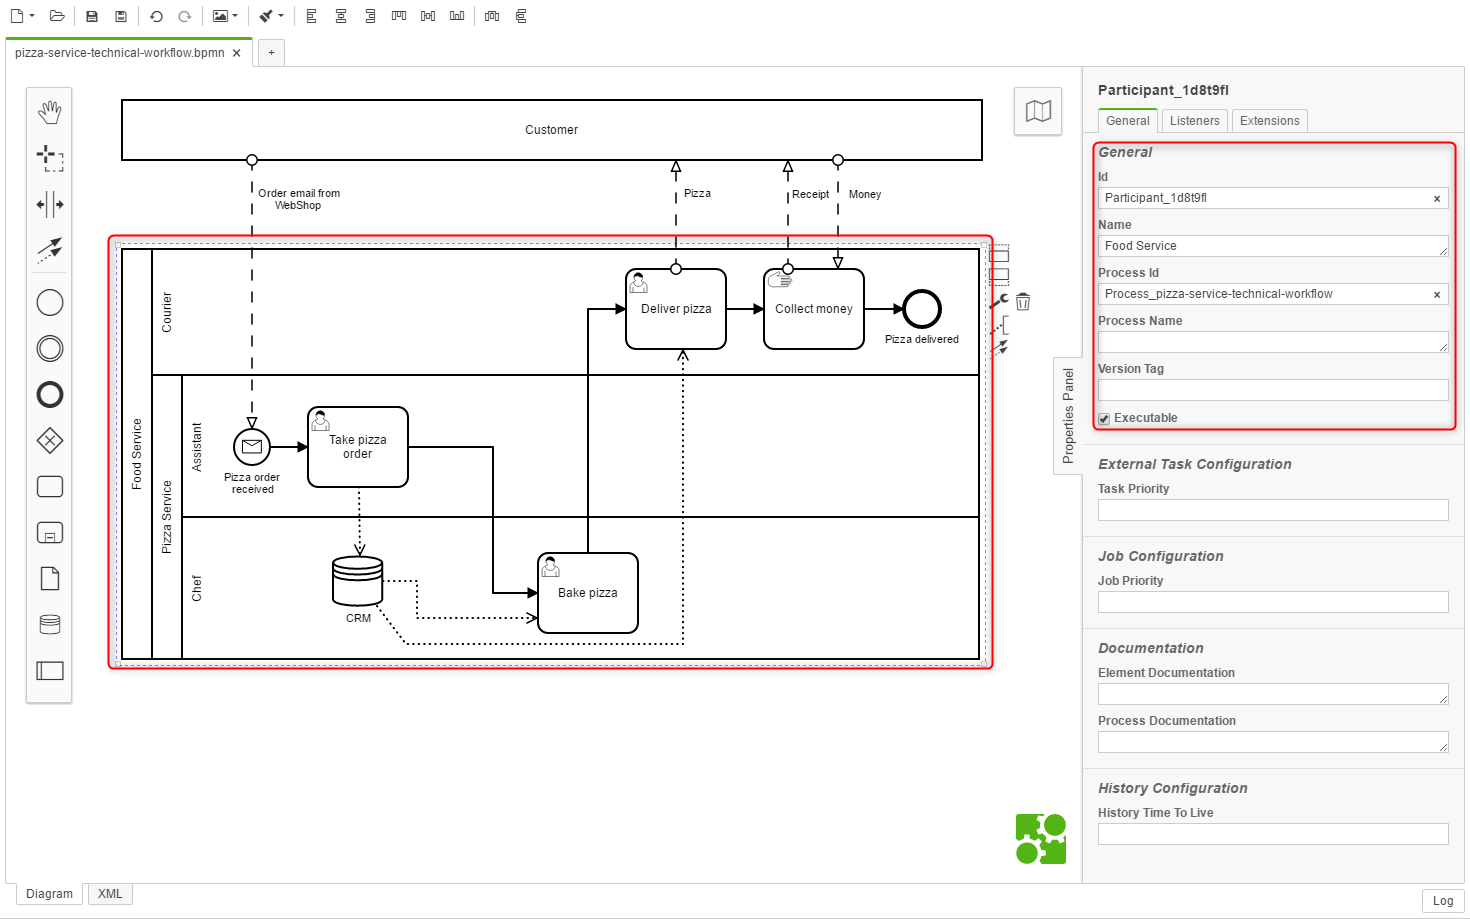 pizza-service-technical-workflow.bpmn ×
+
Customer
Order email from
WebShop
Pizza
Receipt
Money
Food Service
Courier
Deliver pizza
Collect money
Pizza delivered
Pizza Service
Assistant
Pizza order
received
Take pizza
order
Chef
CRM
Bake pizza
Properties Panel
Participant_1d8t9fl
General
Listeners
Extensions
General
Id
Participant_1d8t9fl ×
Name
Food Service
Process Id
Process_pizza-service-technical-workflow ×
Process Name
Version Tag
Executable
External Task Configuration
Task Priority
Job Configuration
Job Priority
Documentation
Element Documentation
Process Documentation
History Configuration
History Time To Live
Diagram
XML
Log